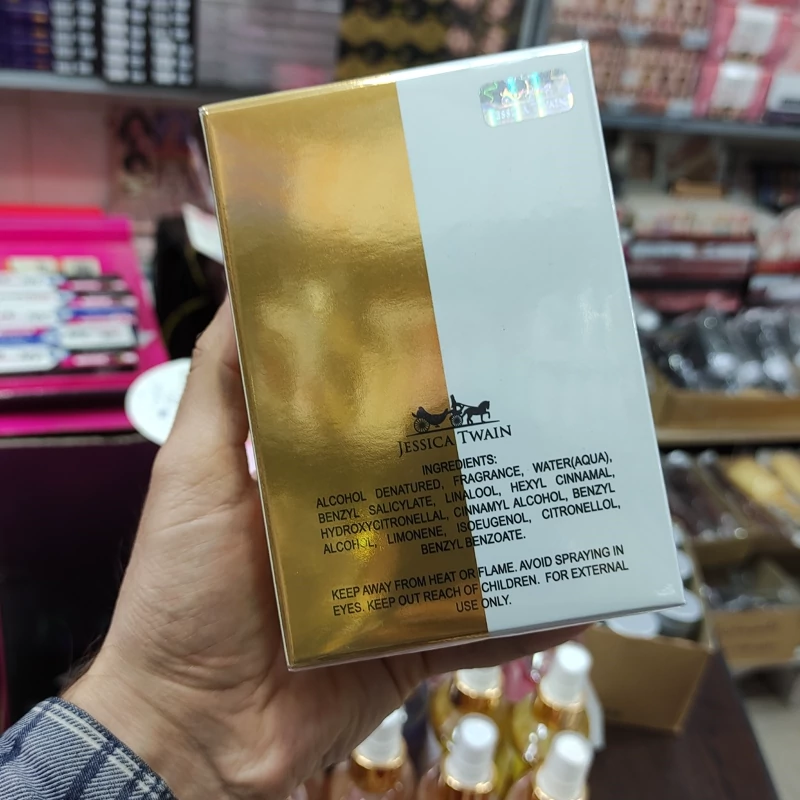 JESSICA TWAIN
INGREDIENTS:
ALCOHOL DENATURED, FRAGRANCE, WATER(AQUA),
BENZYL SALICYLATE, LINALOOL, HEXYL CINNAMAL,
HYDROXYCITRONELLAL, CINNAMYL ALCOHOL, BENZYL
ALCOHOL, LIMONENE, ISOEUGENOL, CITRONELLOL,
BENZYL BENZOATE.
KEEP AWAY FROM HEAT OR FLAME. AVOID SPRAYING IN
EYES. KEEP OUT REACH OF CHILDREN. FOR EXTERNAL
USE ONLY.